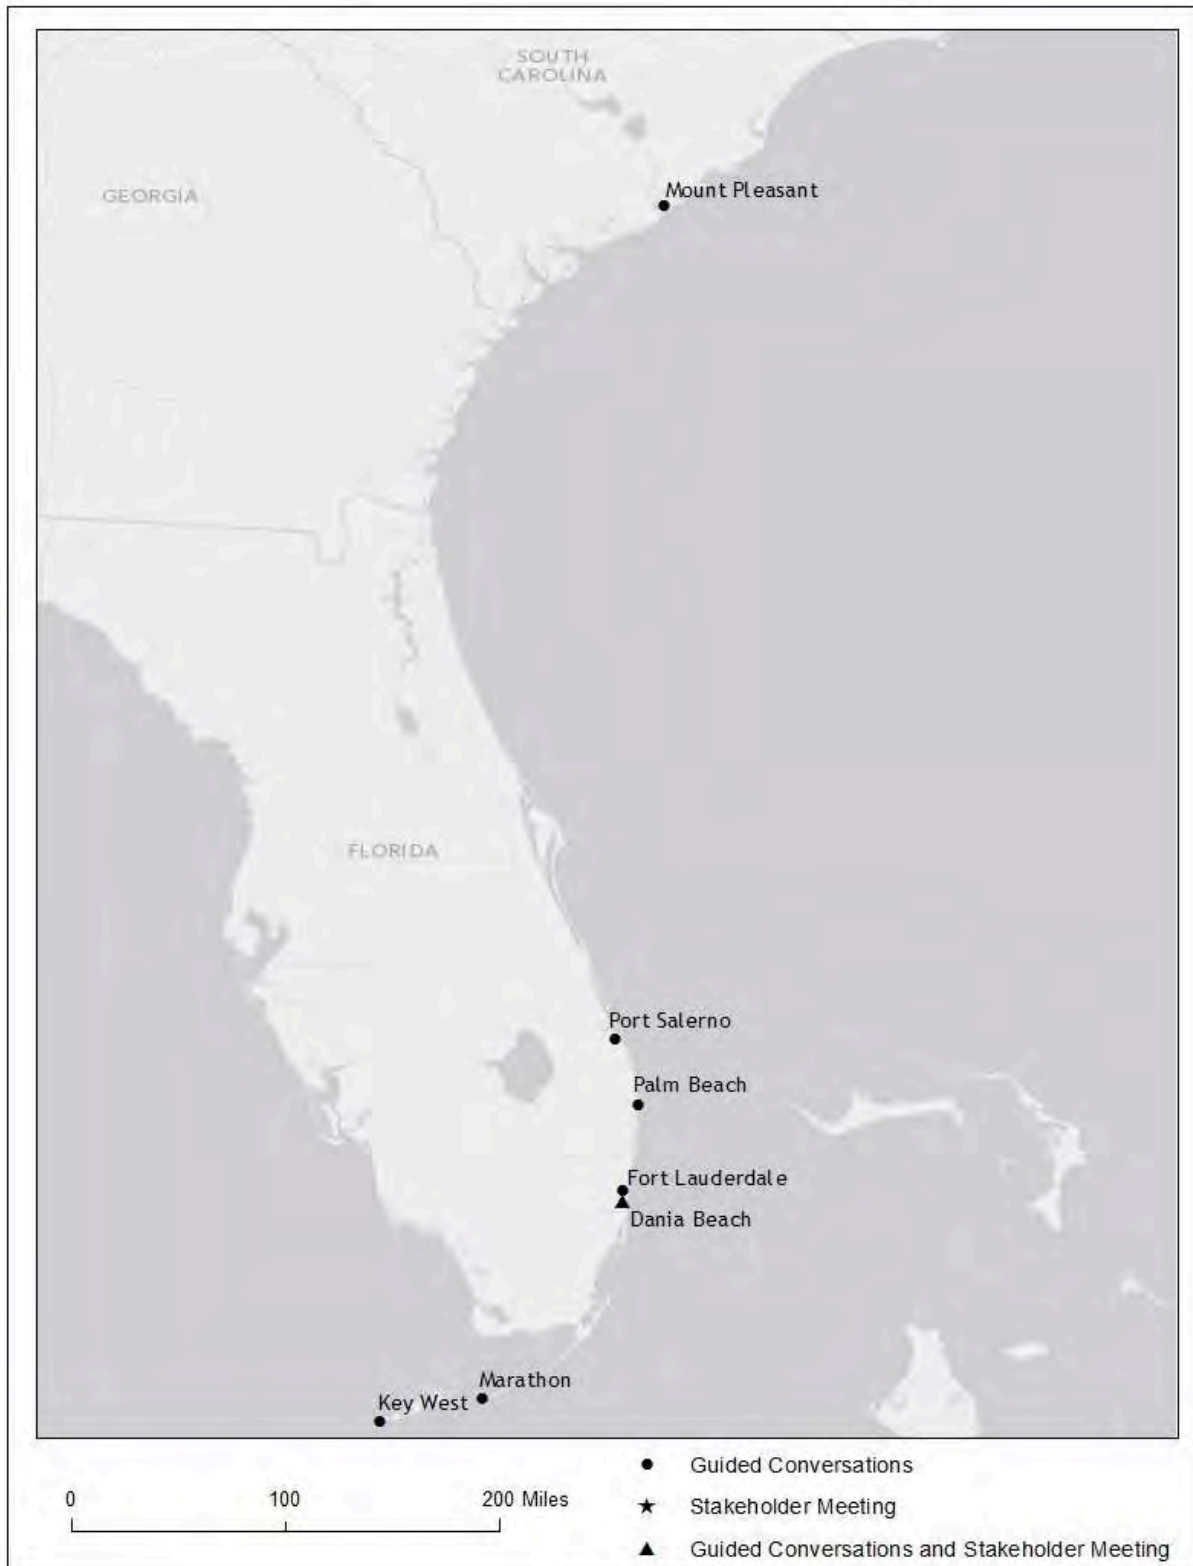 SOUTH
CAROLINA
GEORGIA
Mount Pleasant
FLORIDA
Port Salerno
Palm Beach
Fort Lauderdale
Dania Beach
Marathon
Key West
Guided Conversations
0 100 200 Miles
Stakeholder Meeting
Guided Conversations and Stakeholder Meeting